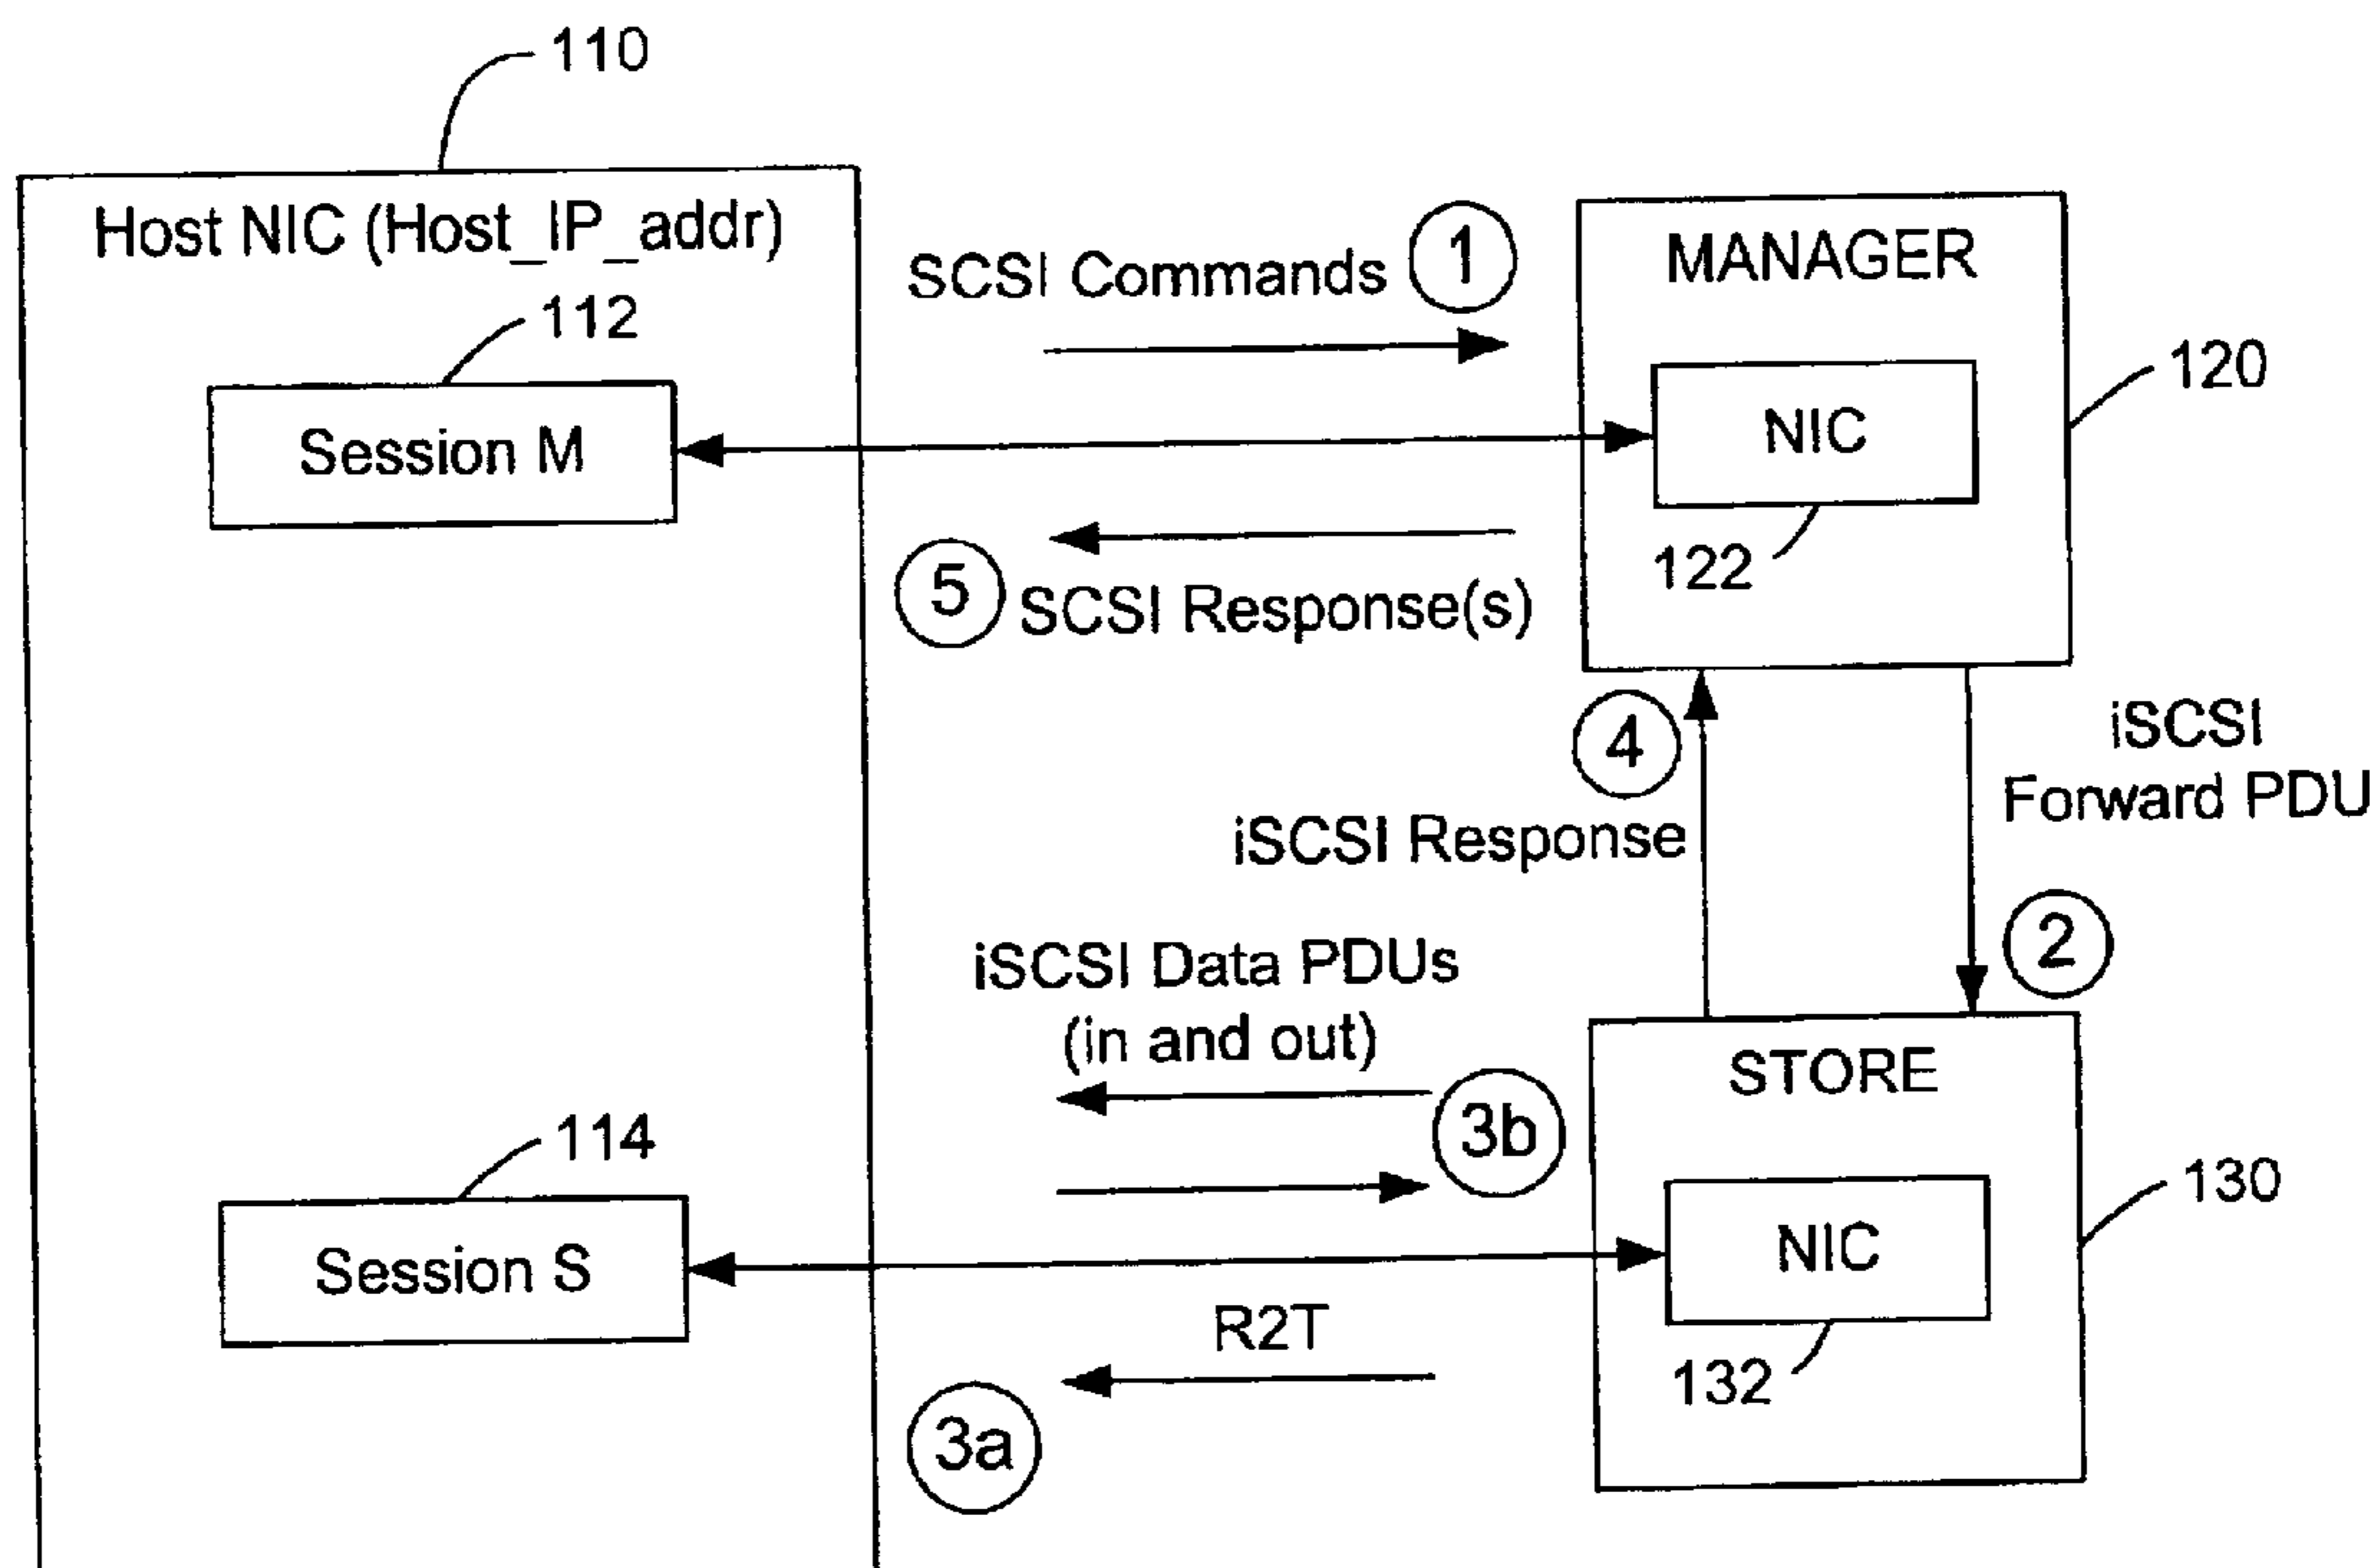 110
Host NIC (Host_IP_addr)
112
Session M
SCSI Commands
1
MANAGER
120
NIC
122
5
SCSI Response(s)
4
iSCSI Response
iSCSI
Forward PDU
2
iSCSI Data PDUs
(in and out)
3b
STORE
114
130
Session S
NIC
R2T
132
3a